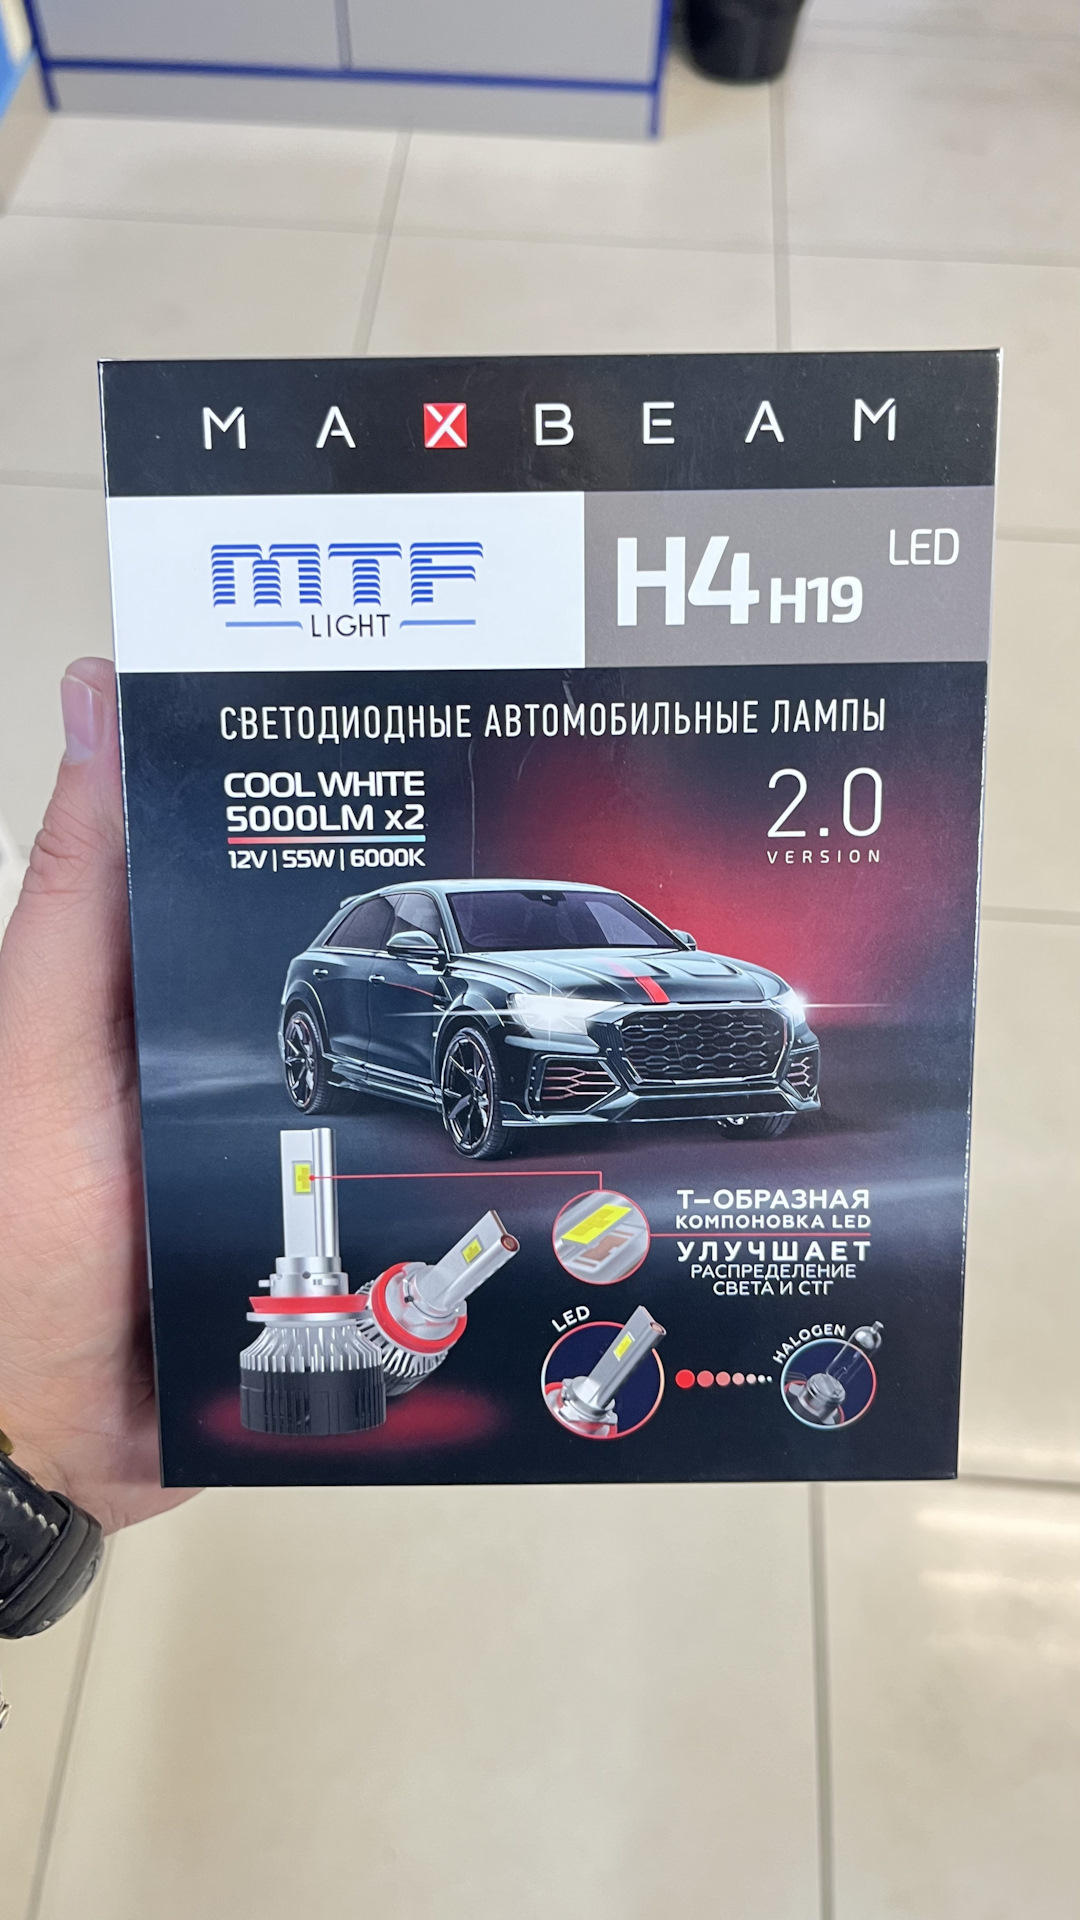 MAXBEAM
MTF
LIGHT
H4 H19
LED
СВЕТОДИОДНЫЕ АВТОМОБИЛЬНЫЕ ЛАМПЫ
COOL WHITE
5000LM x2
12V | 55W | 6000K
2.0
VERSION
Т-ОБРАЗНАЯ
КОМПОНОВКА LED
УЛУЧШАЕТ
РАСПРЕДЕЛЕНИЕ
СВЕТА И СТГ
LED
HALOGEN